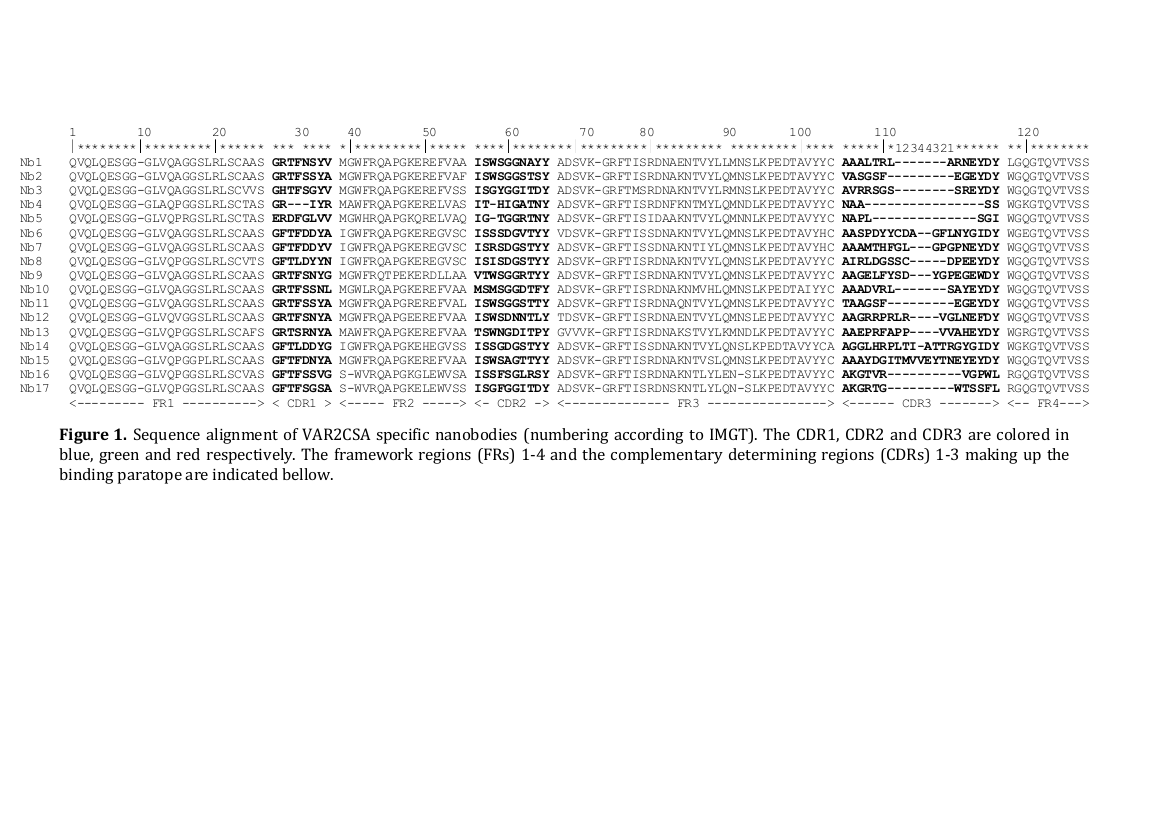 1 10 20 30 40 50 60 70 80 90 100 110 120
|********|*********|****** *** **** *|*********|***** ****|**** **|*********|*********|********* *********|**** *****|*12344321****** **|********
Nb1 QVQLQESGG-GLVQAGGSLRLSCAAS GRTFNSYV MGWFRQAPGKEREFVAA ISWSGGNAYY ADSVK-GRFTISRDNAENTVYLLMNSLKPEDTAVYYC AAALTRL-------ARNEYDY LGQGTQVTVSS
Nb2 QVQLQESGG-GLVQAGGSLRLSCAAS GRTFSSYA MGWFRQAPGKEREFVAF ISWSGGSTSY ADSVK-GRFTISRDNAKNTVYLQMNNLKPEDTAVYYC VASGSF---------EGEYDY WGQGTQVTVSS
Nb3 QVQLQESGG-GLVQAGGSLRLSCVVS GHTFSGYV MGWFRQAPGKEREFVSS ISGYGGITDY ADSVK-GRFTMSRDNAKNTVYLQMNSLKPEDTAVYYC AVRRSGS-------SREYDY WGQGTQVTVSS
Nb4 QVQLQESGG-GLAQPGGSLRLSCTAS GR---IYR MAWFRQAPGKERELVAS IT-HIGATNY ADSVK-GRFTISRDNFKNTMYLQMNSLKPEDTAVYYC NAA----------------SS WGKGTQVTVSS
Nb5 QVQLQESGG-GLVQPRGSLRLSCAAS ERDFGLVV MGWHRQAPGKQRELVAQ IG-TGGRTNY ADSVK-GRFTISIDAAKNTVYLQMNNLKPEDTAVYYC NAPL--------------SGI WGQGTQVTVSS
Nb6 QVQLQESGG-GLVQPGGSLRLSCAAS GFTFDDYA IGWFRQAPGKEREGVSC ISSSDGVTYY VDSVK-GRFTISSDNAKNTVYLQMNSLKPEDTAVYHC AASPDYYCDA--GFLNYGIDY WGEGTQVTVSS
Nb7 QVQLQESGG-GLVQPGGSLRLSCAAS GFTFDDYV IGWFRQAPGKEREGVSC ISRSDGSTYY ADSVK-GRFTISSDNAKNTIYLQMNSLKPEDTAVYHC AAAMTHFGL---GPGPNEYDY WGQGTQVTVSS
Nb8 QVQLQESGG-GLVQPGGSLRLSCVTS GFTLDYYN IGWFRQAPGKEREGVSC ISISDGSTYY ADSVK-GRFTISRDNAKNTVYLQMNSLKPEDTAVYYC AIRLDGSSC-----DPEEYDY WGQGTQVTVSS
Nb9 QVQLQESGG-GLVQAGGSLRLSCAAS GRTFSNYG MGWFRQTPEKERDLLAA VTWSGGRTYY ADSVK-GRFTISRDNAKNTVYLQMNSLKPEDTAVYYC AAGELFYSD---YGPEGEWDY WGQGTQVTVSS
Nb10 QVQLQESGG-GLVQAGGSLRLSCAAS GRTFSSNL MGWLRQAPGKEREFVAA MSMSGGDTFY ADSVK-GRFTISRDNAKNMVHLQMNSLKPEDTAIYYC AAADVRL-------SAYEYDY WGQGTQVTVSS
Nb11 QVQLQESGG-GLVQAGGSLRLSCAAS GRTFSSYA MGWFRQAPGKEREFVAL ISWSGGSTTY ADSVK-GRFTISRDNAQNTVYLQMNSLKPEDTAVYYC TAAGSF---------EGEYDY WGQGTQVTVSS
Nb12 QVQLQESGG-GLVQVGGSLRLSCAAS GRTFSNYA MGWFRQAPGEEREFVAA ISWSDNNTLY TDSVK-GRFTISRDNAKNTVYLQMNSLEPEDTAVYYC AAGRRPRLR----VGLNEFDY WGQGTQVTVSS
Nb13 QVQLQESGG-GLVQPGGSLRLSCAFS GRTSRNYA MAWFRQAPGKEREFVAA TSWNGDITPY GVVVK-GRFTISRDNAKSTVYLKMNSLKPEDTAVYYC AAEPRFAPP----VVAHEYDY WGRGTQVTVSS
Nb14 QVQLQESGG-GLVQAGGSLRLSCAAS GFTLDDYG IGWFRQAPGKEHEGVSS ISSGDGSTYY ADSVK-GRFTISSDNAKNTVYLQNSLKPEDTAVYYCA AGGLHRPLTI-ATTRGYGIDY WGKGTQVTVSS
Nb15 QVQLQESGG-GLVQPGGPLRLSCAAS GFTFDNYA MGWFRQAPGKEREFVAA ISWSAGTTYY ADSVK-GRFTISRDNAKNTVSLQMNSLKPEDTAVYYC AAAYDGITMVVEYTNEYEYDY WGQGTQVTVSS
Nb16 QVQLQESGG-GLVQPGGSLRLSCVAS GFTFSSVG S-WVRQAPGKGLEWVSA ISSFSGLRSY ADSVK-GRFTISRDNAKNTLYLEN-SLKPEDTAVYYC AKGTVR----------VGPWL RGQGTQVTVSS
Nb17 QVQLQESGG-GLVQPGGSLRLSCAAS GFTFSGSA S-WVRQAPGKELEWVSS ISGFGGITDY ADSVK-GRFTISRDNSKNTLYLQMNSLKPEDTAVYYC AKGRTG---------WTSSFL RGQGTQVTVSS
<--------- FR1 ----------> < CDR1 > <----- FR2 -----> <- CDR2 -> <-------------- FR3 ---------------> <------ CDR3 -------> <-- FR4--->
Figure 1. Sequence alignment of VAR2CSA specific nanobodies (numbering according to IMGT). The CDR1, CDR2 and CDR3 are colored in
blue, green and red respectively. The framework regions (FRs) 1-4 and the complementary determining regions (CDRs) 1-3 making up the
binding paratope are indicated bellow.